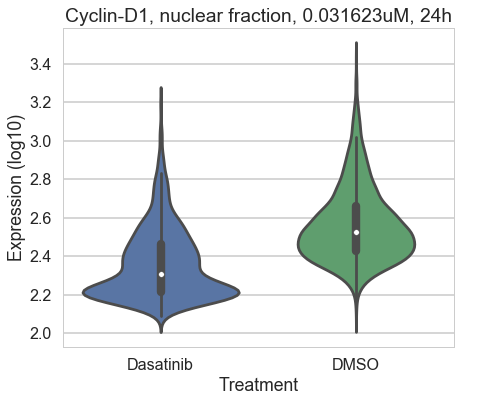 Cyclin-D1, nuclear fraction, 0.031623uM, 24h
Expression (log10)
3.4
3.2
3.0
2.8
2.6
2.4
2.2
2.0
Dasatinib DMSO
Treatment